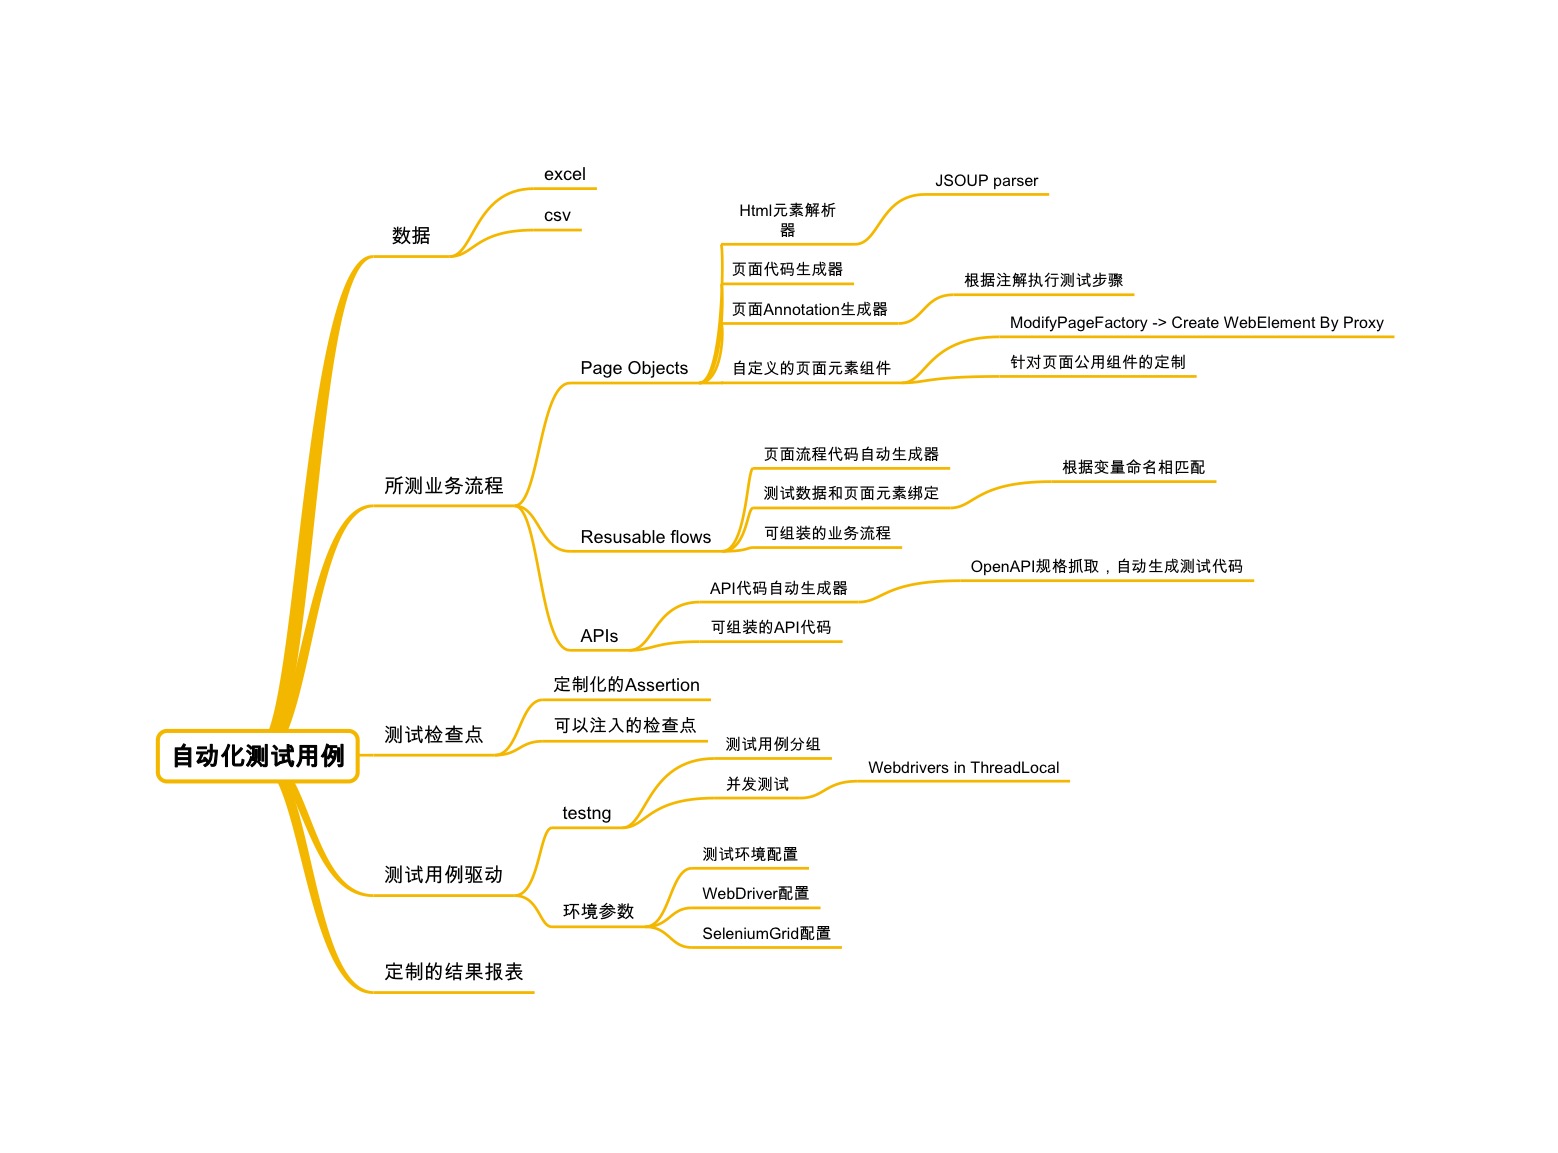 自动化测试用例
数据
excel
csv
所测业务流程
Page Objects
Html元素解析
器
JSOUP parser
页面代码生成器
页面Annotation生成器
根据注解执行测试步骤
自定义的页面元素组件
ModifyPageFactory -> Create WebElement By Proxy
针对页面公用组件的定制
Resusable flows
页面流程代码自动生成器
测试数据和页面元素绑定
根据变量命名相匹配
可组装的业务流程
APIs
API代码自动生成器
OpenAPI规格抓取，自动生成测试代码
可组装的API代码
测试检查点
定制化的Assertion
可以注入的检查点
测试用例驱动
testng
测试用例分组
并发测试
Webdrivers in ThreadLocal
环境参数
测试环境配置
WebDriver配置
SeleniumGrid配置
定制的结果报表